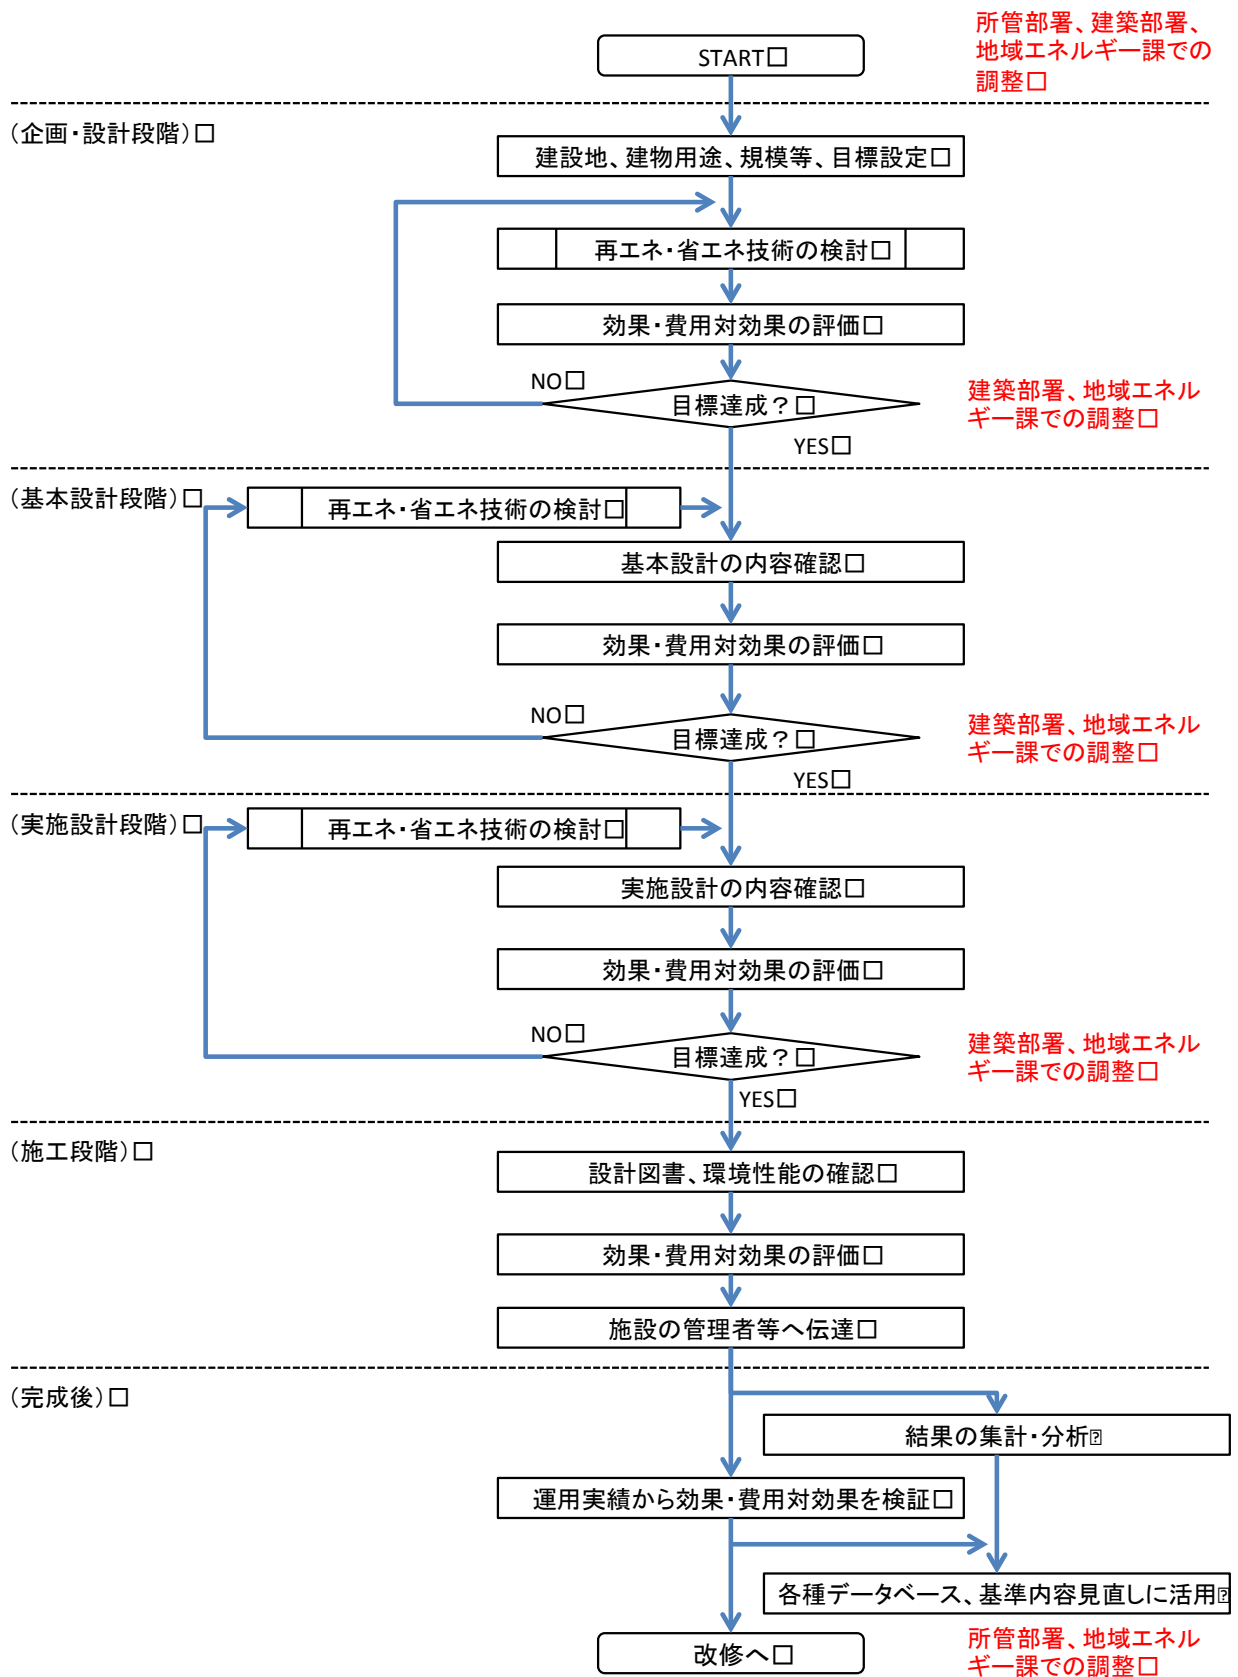 所管部署、建築部署、
地域エネルギー課での
調整□
START□
(企画・設計段階)□
建設地、建物用途、規模等、目標設定□
再エネ・省エネ技術の検討□
効果・費用対効果の評価□
NO□
目標達成？□
建築部署、地域エネル
ギー課での調整□
YES□
(基本設計段階)□
再エネ・省エネ技術の検討□
基本設計の内容確認□
効果・費用対効果の評価□
NO□
目標達成？□
建築部署、地域エネル
ギー課での調整□
YES□
(実施設計段階)□
再エネ・省エネ技術の検討□
実施設計の内容確認□
効果・費用対効果の評価□
NO□
目標達成？□
建築部署、地域エネル
ギー課での調整□
YES□
(施工段階)□
設計図書、環境性能の確認□
効果・費用対効果の評価□
施設の管理者等へ伝達□
(完成後)□
結果の集計・分析⍰
運用実績から効果・費用対効果を検証□
各種データベース、基準内容見直しに活用⍰
改修へ□
所管部署、地域エネル
ギー課での調整□